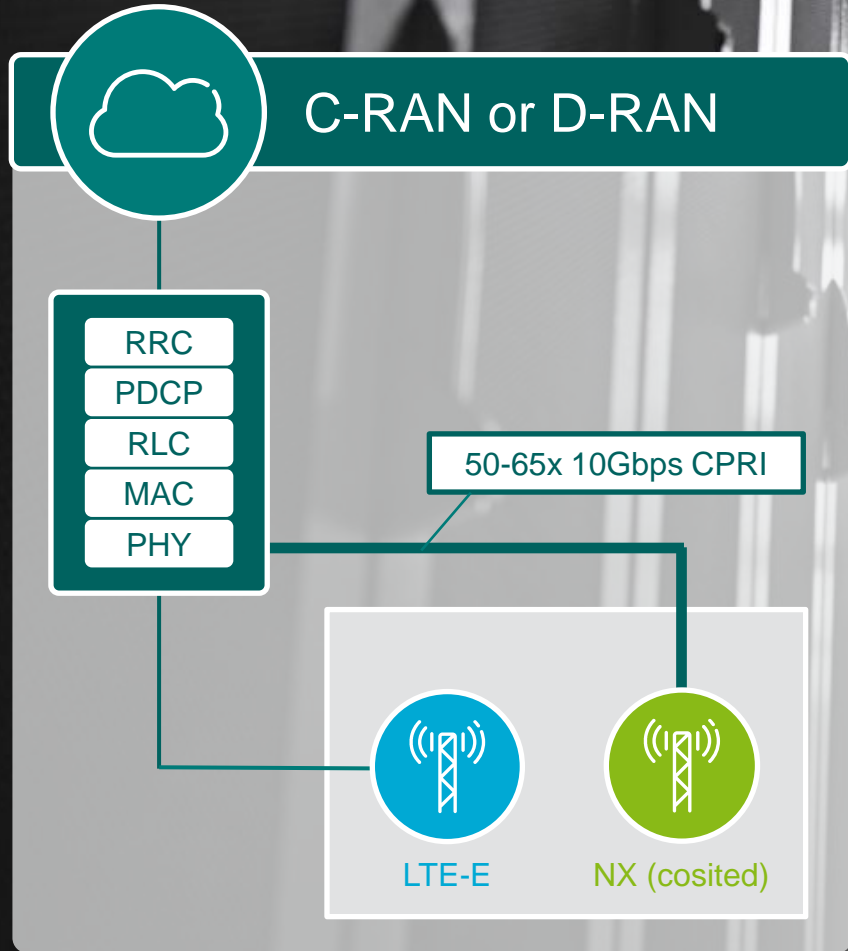 C-RAN or D-RAN
RRC
PDCP
RLC
MAC
PHY
50-65x 10Gbps CPRI
LTE-E
NX (cosited)